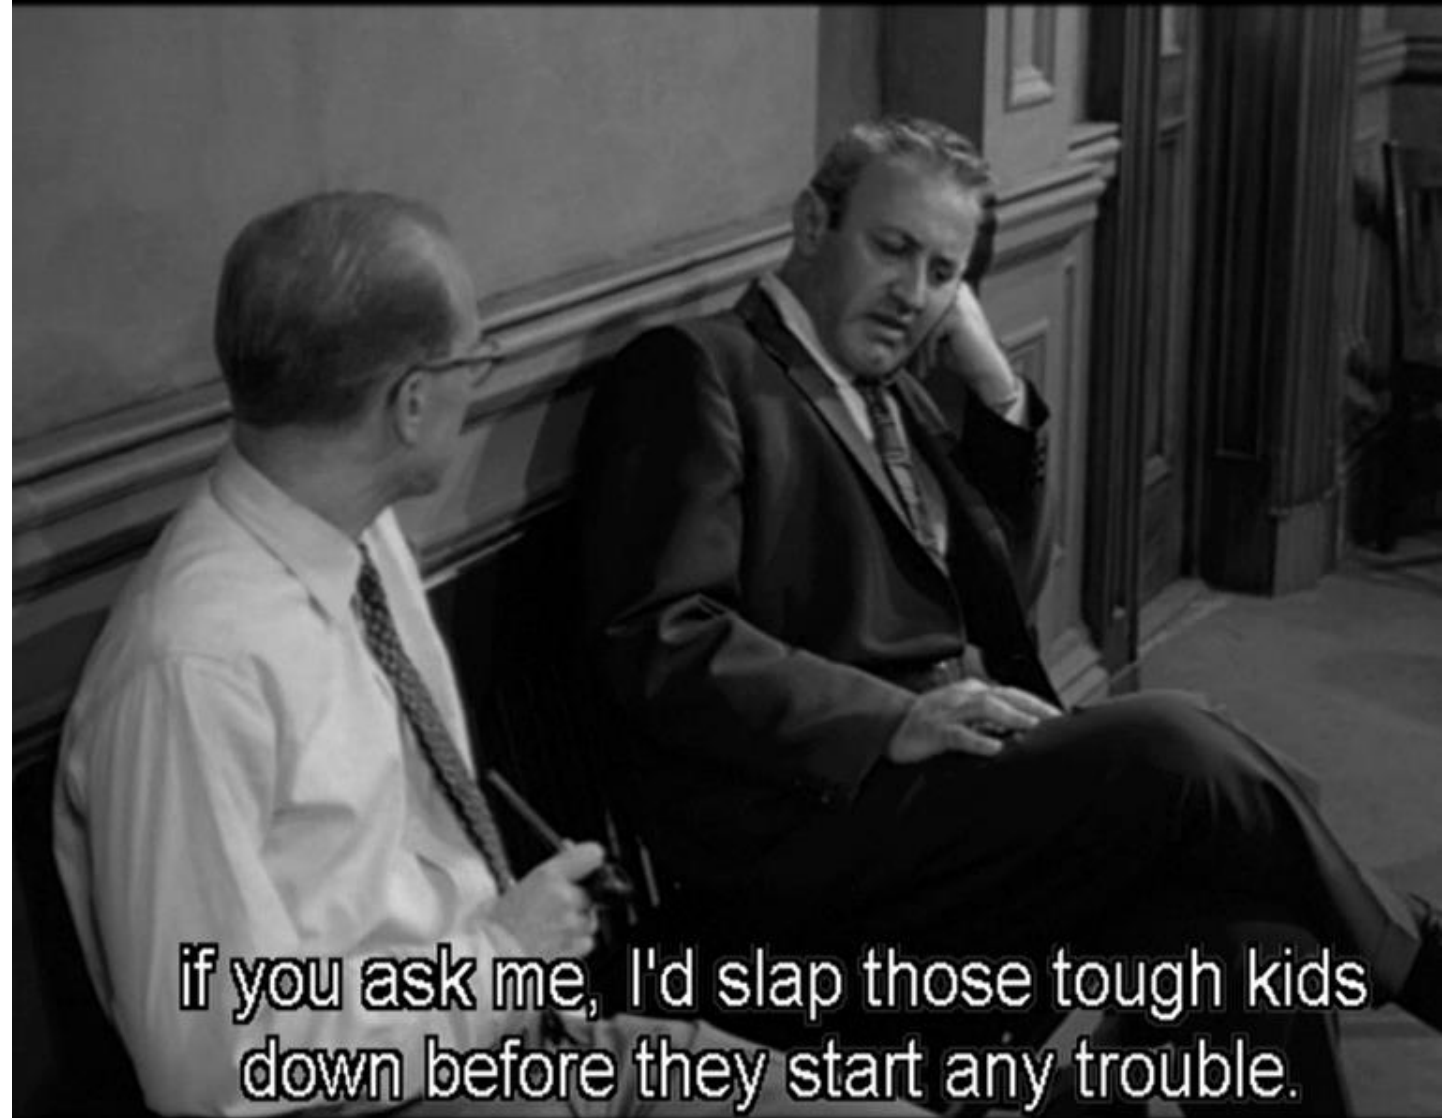 if you ask me, I'd slap those tough kids
down before they start any trouble.